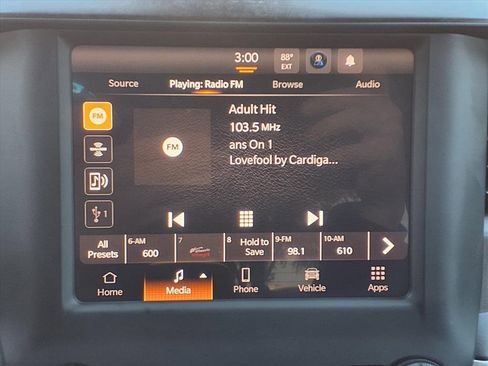 3:00 88° EXT
Source Playing: Radio FM Browse Audio
FM
Adult Hit
103.5 MHz
FM
ans On 1
Lovefool by Cardiga...
1
All Presets 6-AM 600 7 8 Hold to Save 9-FM 98.1 10-AM 610
Home Media Phone Vehicle Apps